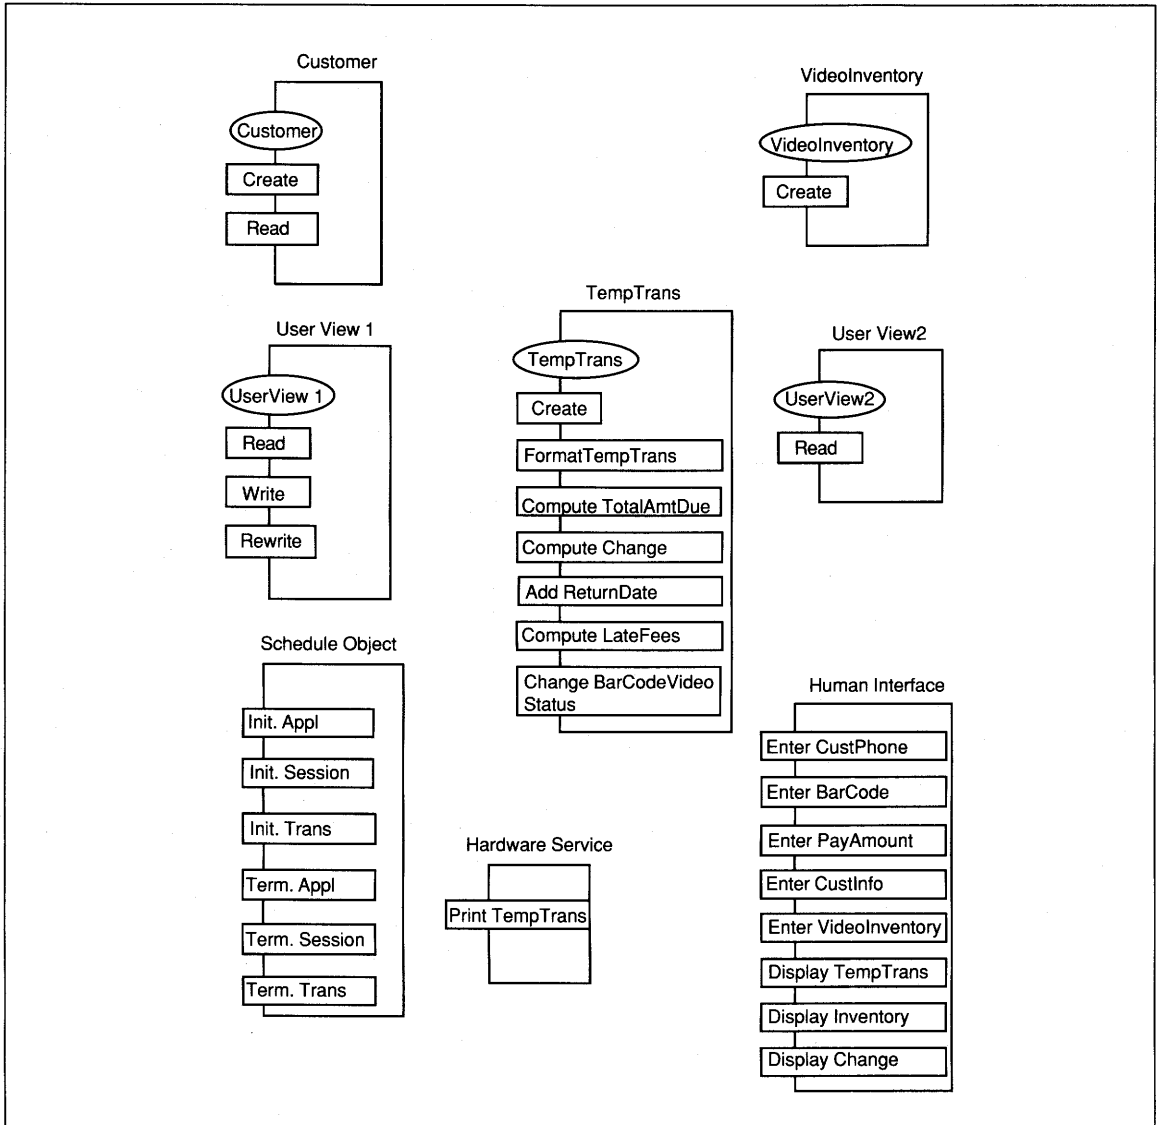 Customer
Customer
Create
Read
VideoInventory
VideoInventory
Create
User View 1
UserView 1
Read
Write
Rewrite
TempTrans
TempTrans
Create
FormatTempTrans
Compute TotalAmtDue
Compute Change
Add ReturnDate
Compute LateFees
Change BarCodeVideo
Status
User View2
UserView2
Read
Schedule Object
Init. Appl
Init. Session
Init. Trans
Term. Appl
Term. Session
Term. Trans
Hardware Service
Print TempTrans
Human Interface
Enter CustPhone
Enter BarCode
Enter PayAmount
Enter CustInfo
Enter VideoInventory
Display TempTrans
Display Inventory
Display Change